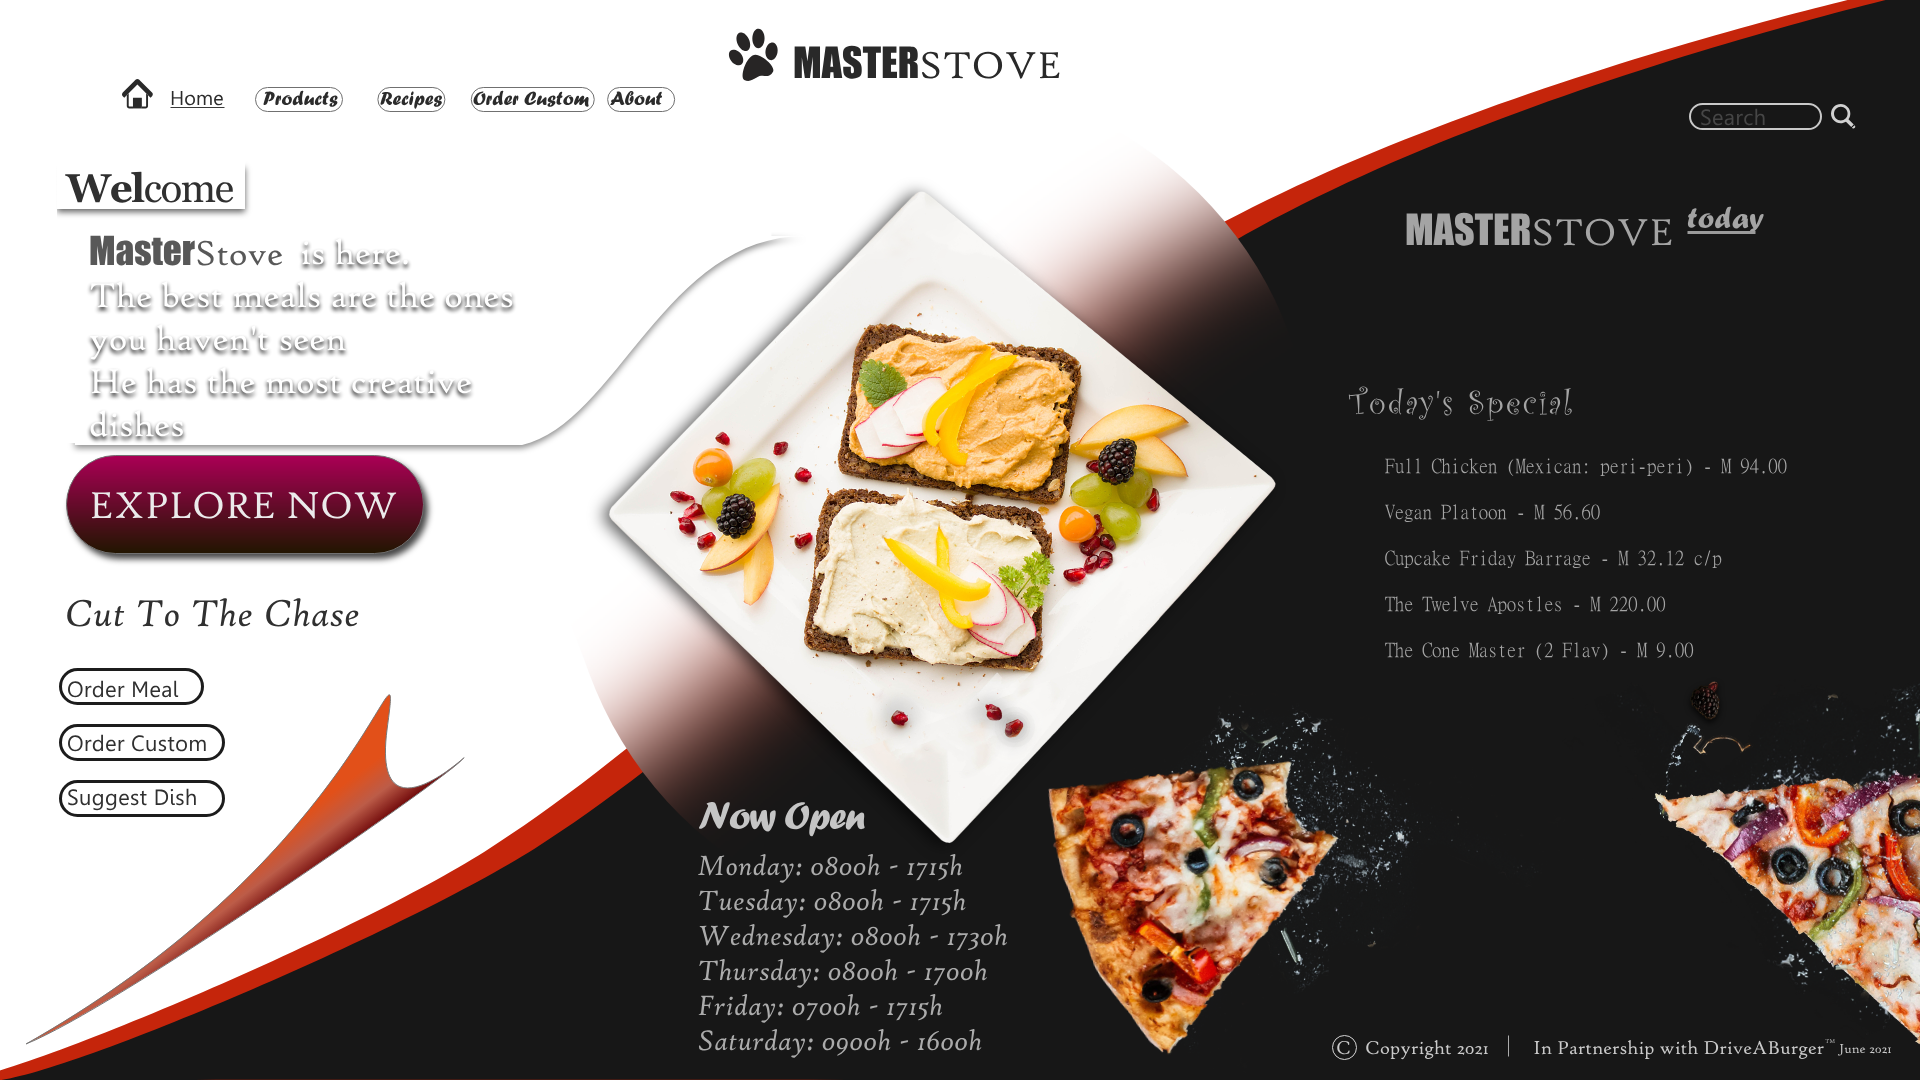 MASTERSTOVE
Home
Products
Recipes
Order Custom
About
Search
Welcome
MasterStove is here.
The best meals are the ones
you haven't seen
He has the most creative
dishes
EXPLORE NOW
Cut To The Chase
Order Meal
Order Custom
Suggest Dish
MASTERSTOVE today
Today's Special
Full Chicken (Mexican: peri-peri) - M 94.00
Vegan Platoon - M 56.60
Cupcake Friday Barrage - M 32.12 c/p
The Twelve Apostles - M 220.00
The Cone Master (2 Flav) - M 9.00
Now Open
Monday: 0800h - 1715h
Tuesday: 0800h - 1715h
Wednesday: 0800h - 1730h
Thursday: 0800h - 1700h
Friday: 0700h - 1715h
Saturday: 0900h - 1600h
© Copyright 2021 | In Partnership with DriveABurger™ June 2021